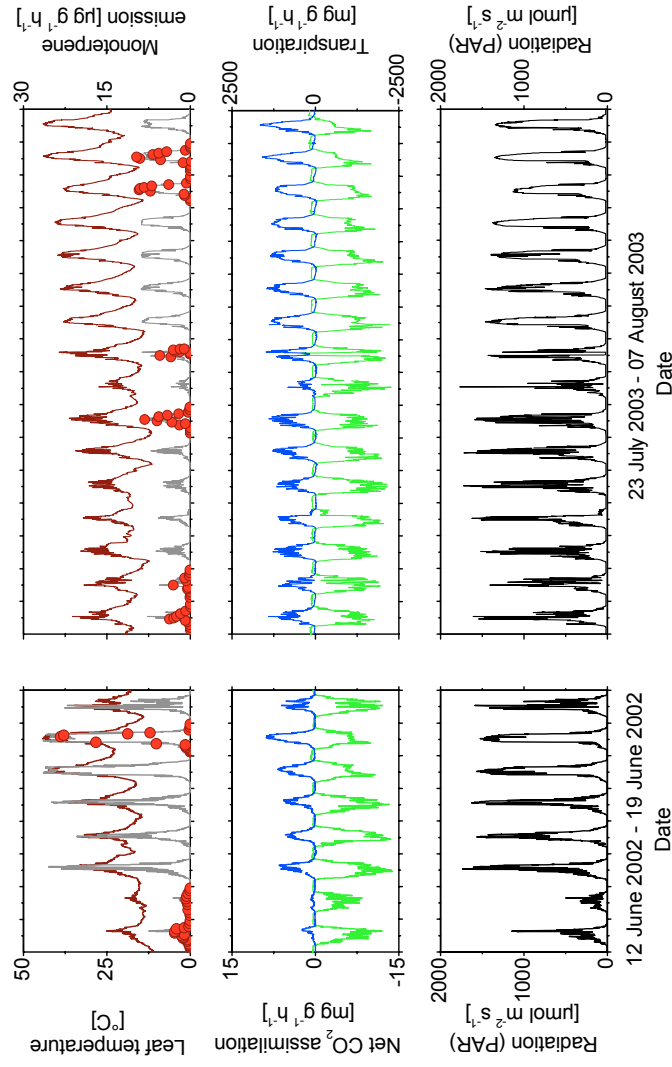 Leaf temperature
[°C]
50
25
0
30
15
0
Monoterpene
emission [µg g⁻¹ h⁻¹]
Net CO₂ assimilation
[mg g⁻¹ h⁻¹]
15
0
-15
2500
0
-2500
Transpiration
[mg g⁻¹ h⁻¹]
Radiation (PAR)
[µmol m⁻² s⁻¹]
2000
1000
0
2000
1000
0
Radiation (PAR)
[µmol m⁻² s⁻¹]
12 June 2002 - 19 June 2002
Date
23 July 2003 - 07 August 2003
Date